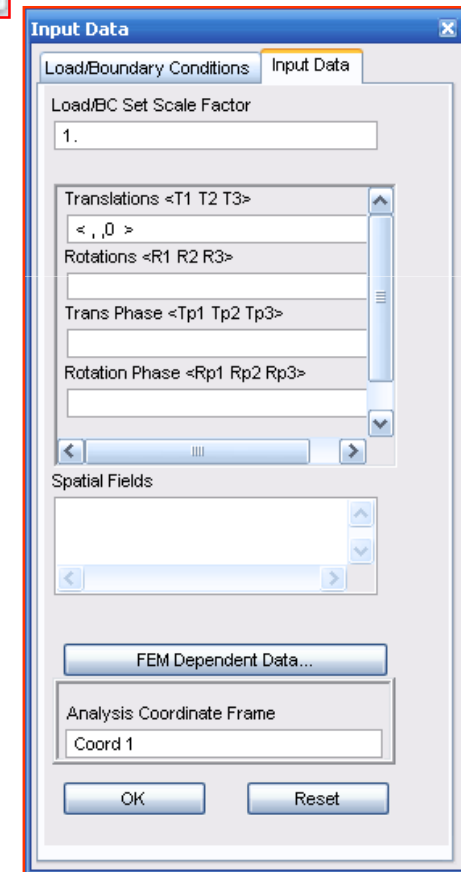 Input Data
Load/Boundary Conditions Input Data
Load/BC Set Scale Factor
1.
Translations <T1 T2 T3>
< , ,0 >
Rotations <R1 R2 R3>
Trans Phase <Tp1 Tp2 Tp3>
Rotation Phase <Rp1 Rp2 Rp3>
Spatial Fields
FEM Dependent Data...
Analysis Coordinate Frame
Coord 1
OK Reset